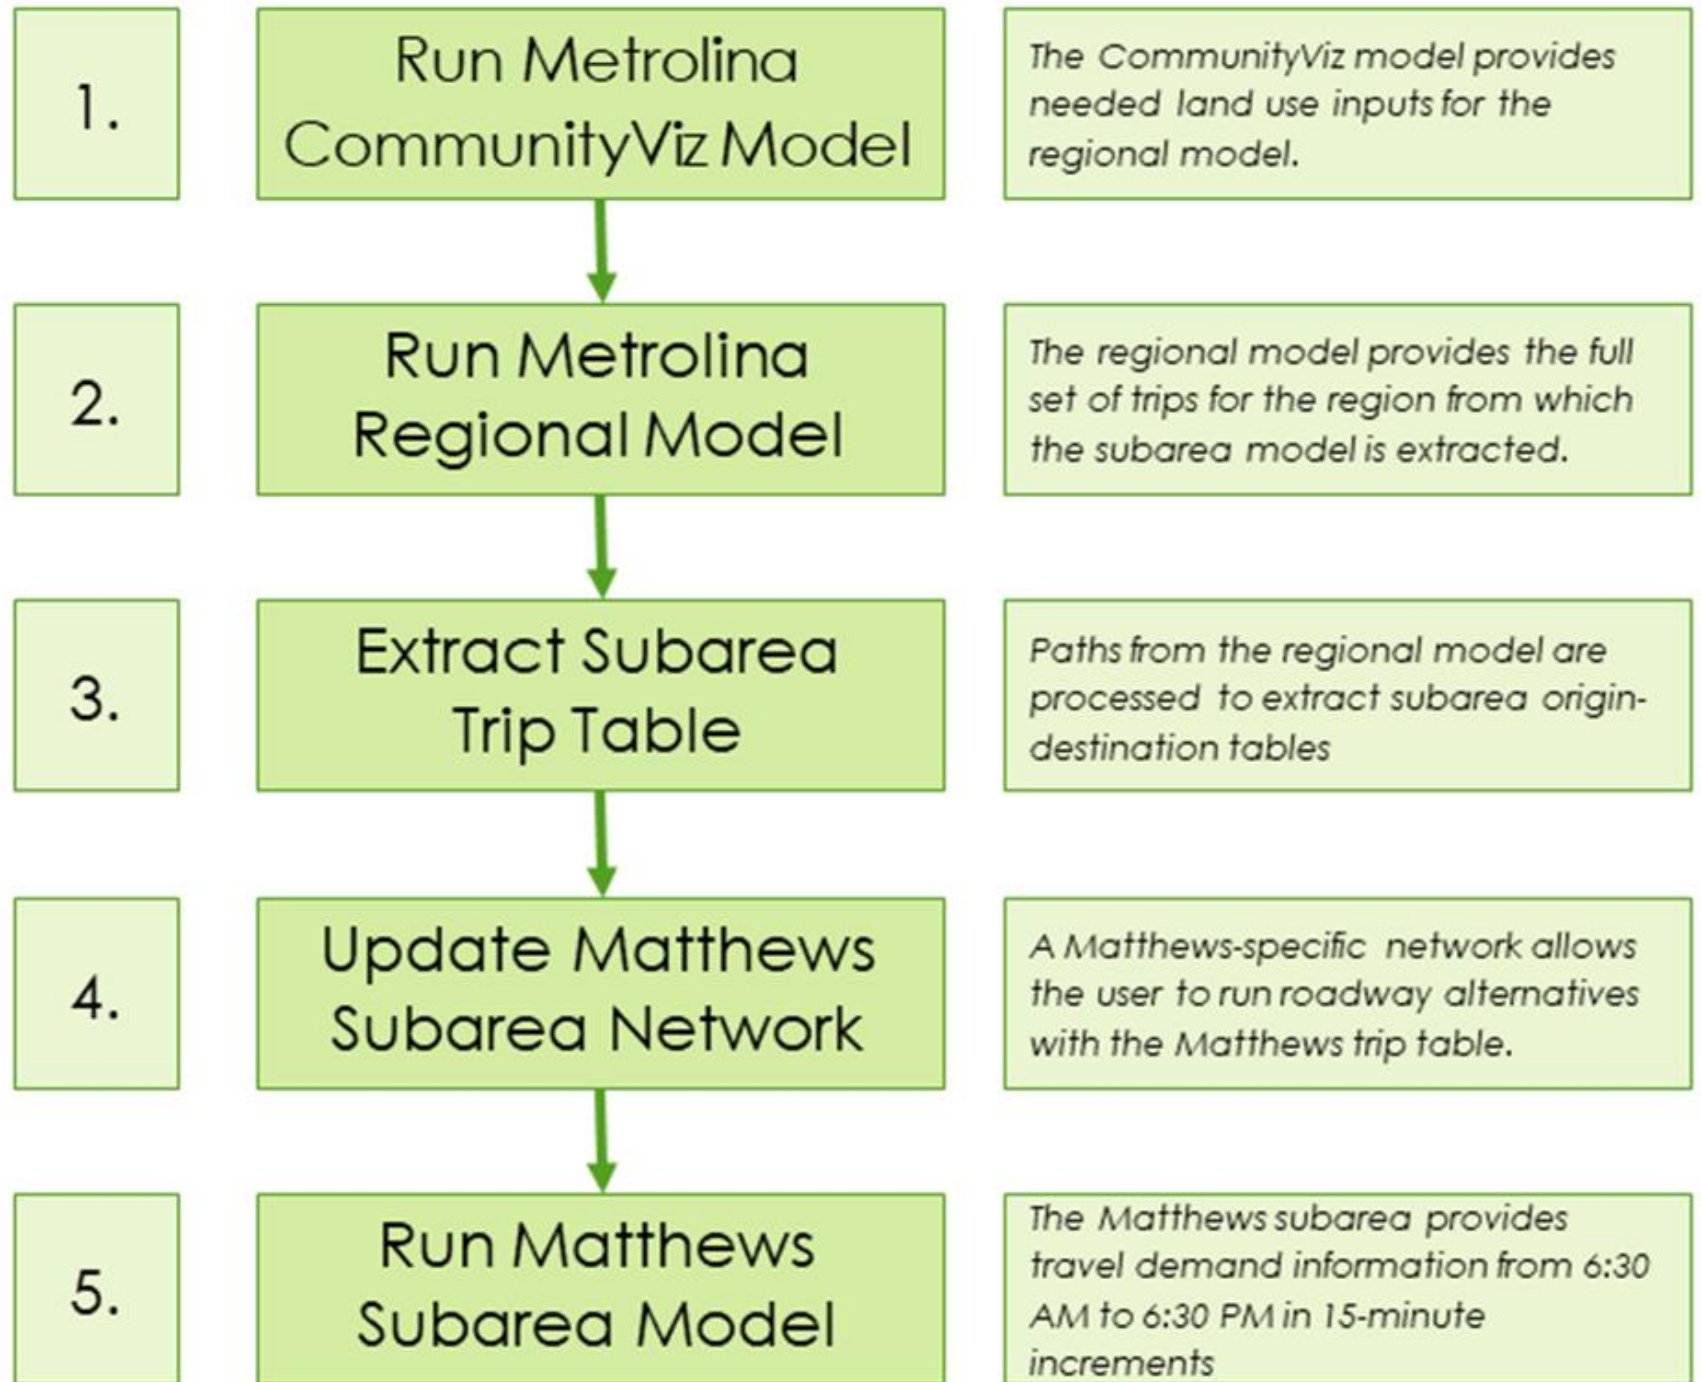 1.
Run Metrolina
CommunityViz Model
The CommunityViz model provides
needed land use inputs for the
regional model.
2.
Run Metrolina
Regional Model
The regional model provides the full
set of trips for the region from which
the subarea model is extracted.
3.
Extract Subarea
Trip Table
Paths from the regional model are
processed to extract subarea origin-
destination tables
4.
Update Matthews
Subarea Network
A Matthews-specific network allows
the user to run roadway alternatives
with the Matthews trip table.
5.
Run Matthews
Subarea Model
The Matthews subarea provides
travel demand information from 6:30
AM to 6:30 PM in 15-minute
increments